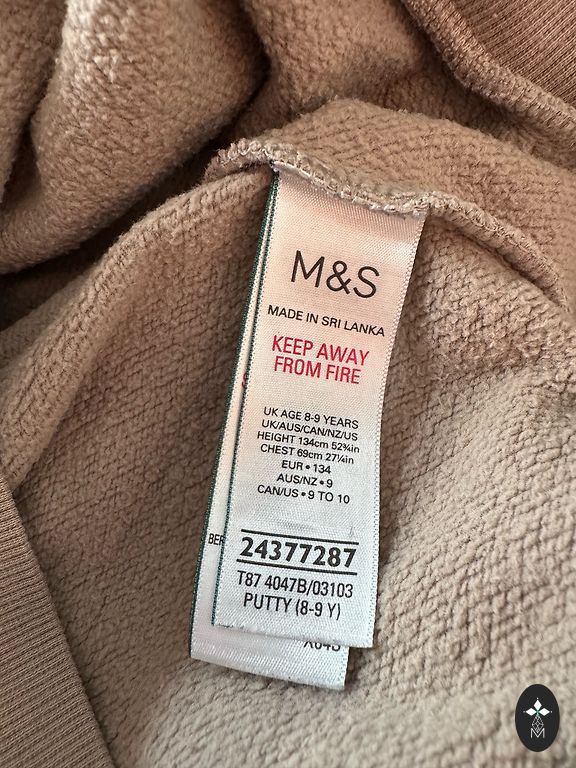 M&S
MADE IN SRI LANKA
KEEP AWAY
FROM FIRE
UK AGE 8-9 YEARS
UK/AUS/CAN/NZ/US
HEIGHT 134cm 52¾in
CHEST 69cm 27¼in
EUR • 134
AUS/NZ • 9
CAN/US • 9 TO 10
BER
24377287
T87 4047B/03103
PUTTY (8-9 Y)
M